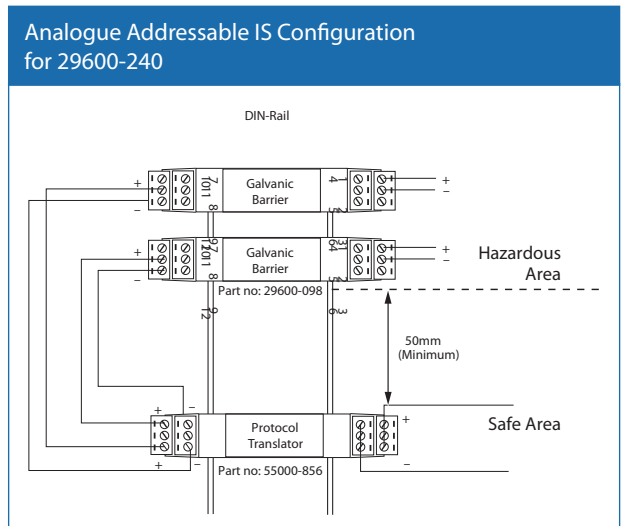 Analogue Addressable IS Configuration
for 29600-240
DIN-Rail
+
–
Galvanic
Barrier
+
–
+
–
Galvanic
Barrier
+
–
Hazardous
Area
Part no: 29600-098
50mm
(Minimum)
Safe Area
+
–
Protocol
Translator
+
–
+
–
Part no: 55000-856